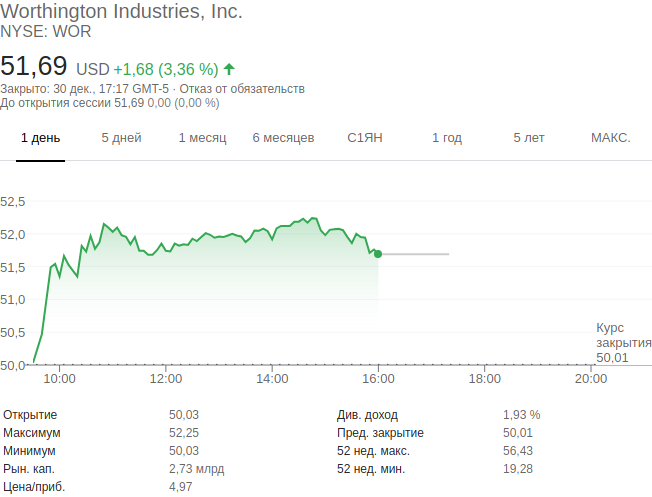 Worthington Industries, Inc.
NYSE: WOR
51,69 USD +1,68 (3,36 %)
Закрыто: 30 дек., 17:17 GMT-5 · Отказ от обязательств
До открытия сессии 51,69 0,00 (0,00 %)
1 день 5 дней 1 месяц 6 месяцев С1ЯН 1 год 5 лет МАКС.
52,5
52,0
51,5
51,0
50,5
50,0
Курс
закрытия
50,01
10:00 12:00 14:00 16:00 18:00 20:00
Открытие 50,03 Див. доход 1,93 %
Максимум 52,25 Пред. закрытие 50,01
Минимум 50,03 52 нед. макс. 56,43
Рын. кап. 2,73 млрд 52 нед. мин. 19,28
Цена/приб. 4,97